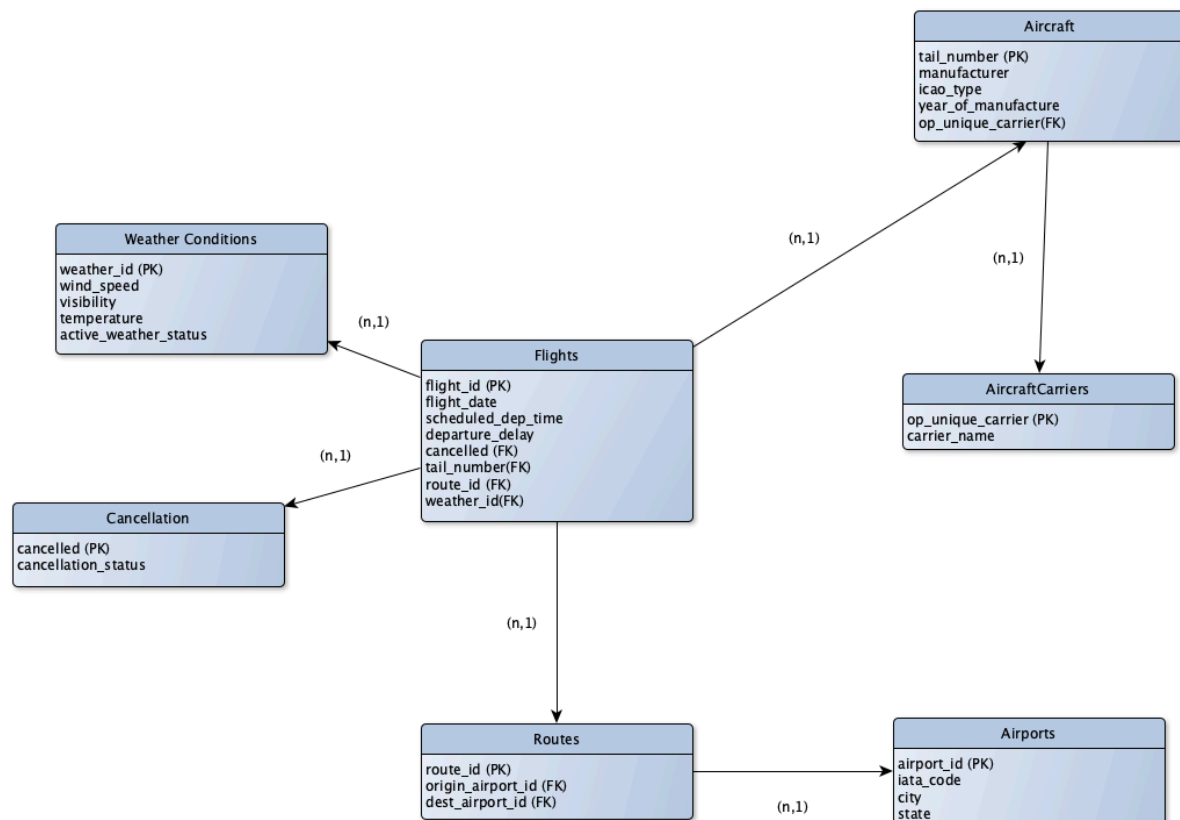 Aircraft
tail_number (PK)
manufacturer
icao_type
year_of_manufacture
op_unique_carrier(FK)
(n,1)
Weather Conditions
weather_id (PK)
wind_speed
visibility
temperature
active_weather_status
(n,1)
(n,1)
Flights
flight_id (PK)
flight_date
scheduled_dep_time
departure_delay
cancelled (FK)
tail_number(FK)
route_id (FK)
weather_id(FK)
AircraftCarriers
op_unique_carrier (PK)
carrier_name
(n,1)
Cancellation
cancelled (PK)
cancellation_status
(n,1)
Routes
route_id (PK)
origin_airport_id (FK)
dest_airport_id (FK)
(n,1)
Airports
airport_id (PK)
iata_code
city
state